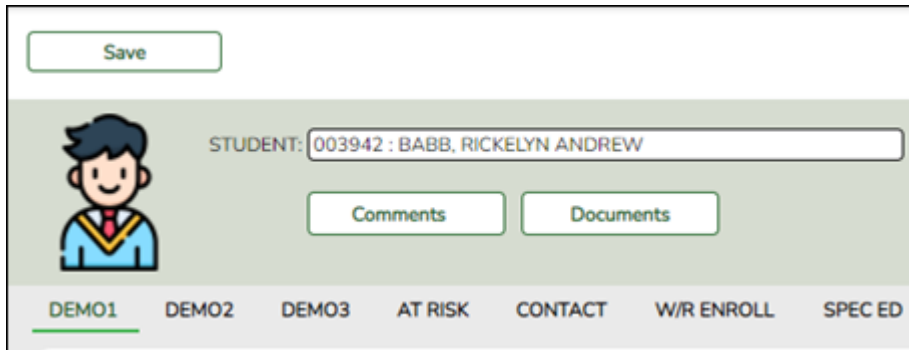 Save
STUDENT: 003942 : BABB, RICKELYN ANDREW
Comments Documents
DEMO1 DEMO2 DEMO3 AT RISK CONTACT W/R ENROLL SPEC ED